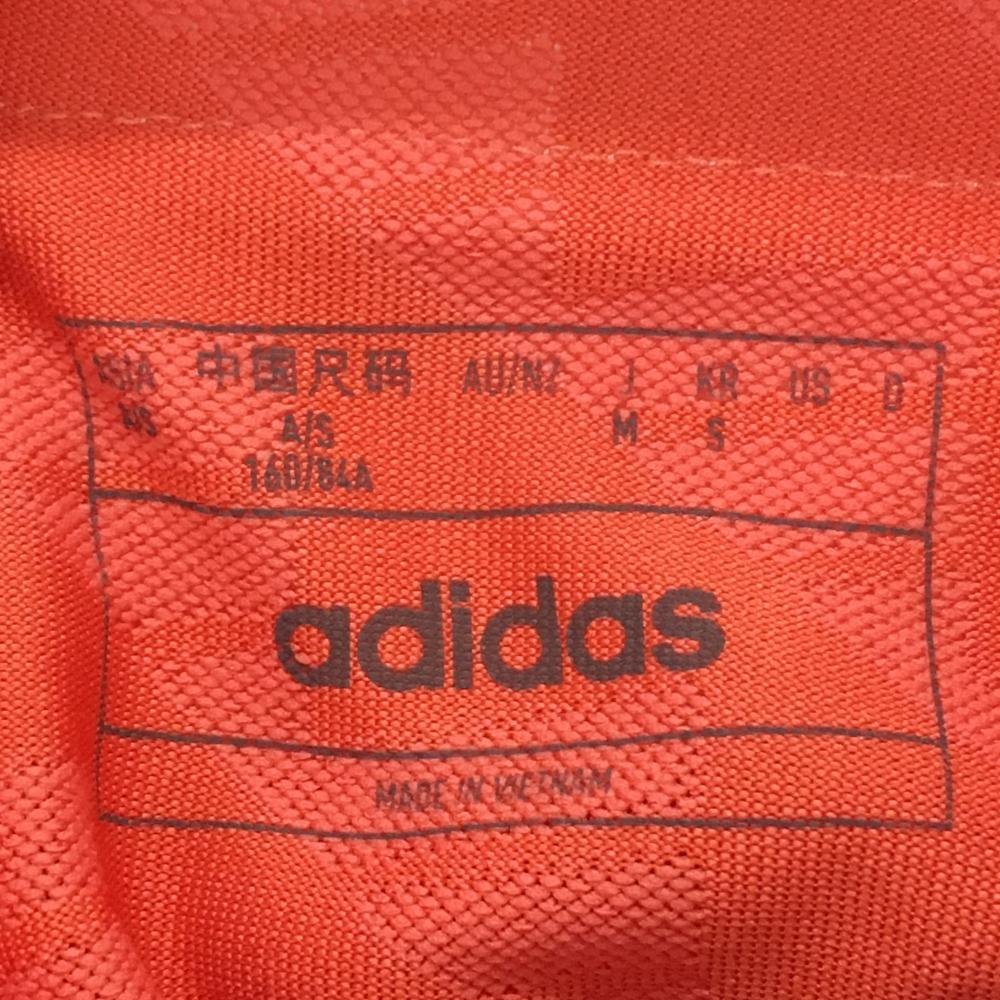 ASIA 中国尺码 AU/NZ J KR US D
A/S A/S M S
160/84A
adidas
MADE IN VIETNAM